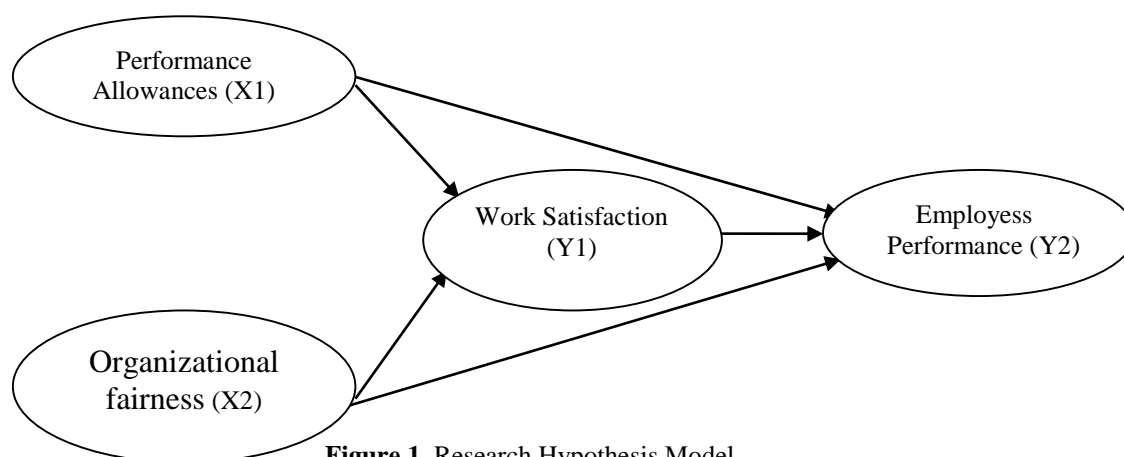 Performance
Allowances (X1)
Work Satisfaction
(Y1)
Employess
Performance (Y2)
Organizational
fairness (X2)
Figure 1. Research Hypothesis Model